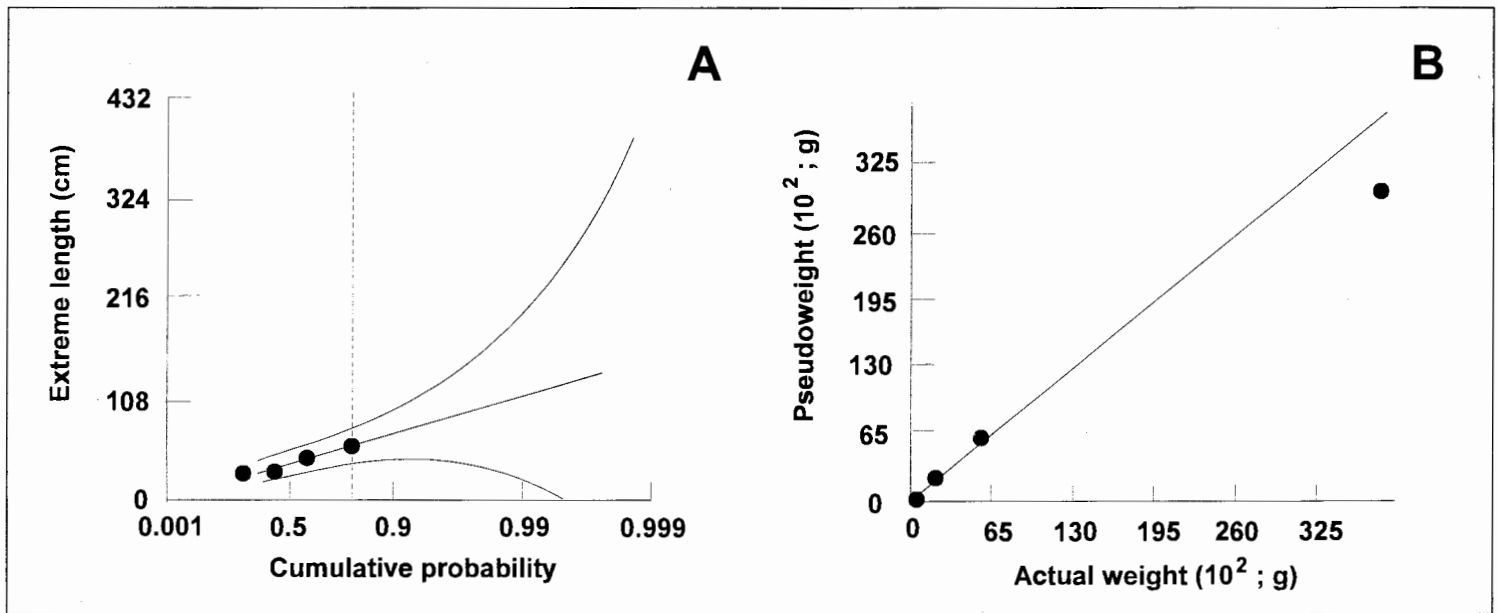 A
432
324
216
108
0
Extreme length (cm)
0.001 0.5 0.9 0.99 0.999
Cumulative probability
B
325
260
195
130
65
0
Pseudoweight (10² ; g)
0 65 130 195 260 325
Actual weight (10² ; g)